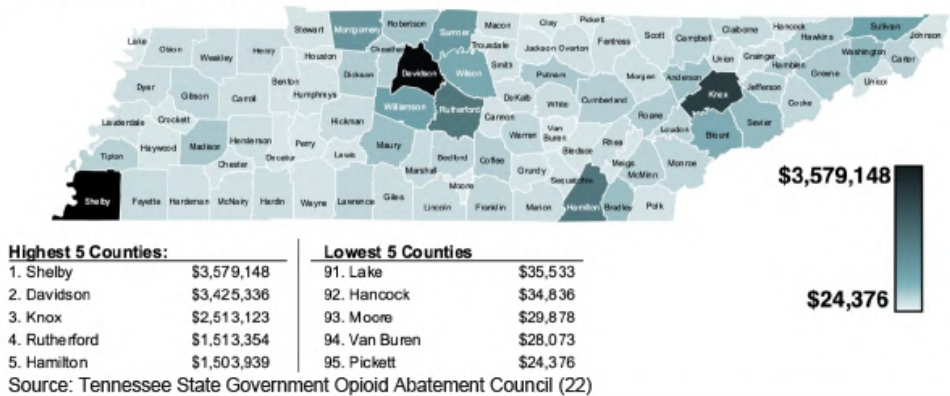 Stewart Montgomery Robertson Sumner Macon Clay Pickett Scott Campbell Claiborne Hancock Hawkins Sullivan Johnson
Lake Obion Weakley Henry Houston Cheatham Trousdale Jackson Overton Fentress Union Grainger Hamblen Washington Carter
Dyer Gibson Carroll Benton Humphreys Dickson Davidson Wilson Smith Putnam Morgan Anderson Knox Jefferson Cocke Greene Unicoi
Lauderdale Crockett Hickman Williamson Rutherford Cannon DeKalb White Cumberland Roane Loudon Blount Sevier
Tipton Haywood Madison Henderson Chester Decatur Perry Lewis Maury Marshall Bedford Coffee Warren Van Buren Bledsoe Rhea Meigs McMinn Monroe
Shelby Fayette Hardeman McNairy Hardin Wayne Lawrence Giles Lincoln Moore Franklin Grundy Marion Sequatchie Hamilton Bradley Polk
$3,579,148
$24,376
Highest 5 Counties:
1. Shelby $3,579,148
2. Davidson $3,425,336
3. Knox $2,513,123
4. Rutherford $1,513,354
5. Hamilton $1,503,939
Lowest 5 Counties
91. Lake $35,533
92. Hancock $34,836
93. Moore $29,878
94. Van Buren $28,073
95. Pickett $24,376
Source: Tennessee State Government Opioid Abatement Council (22)